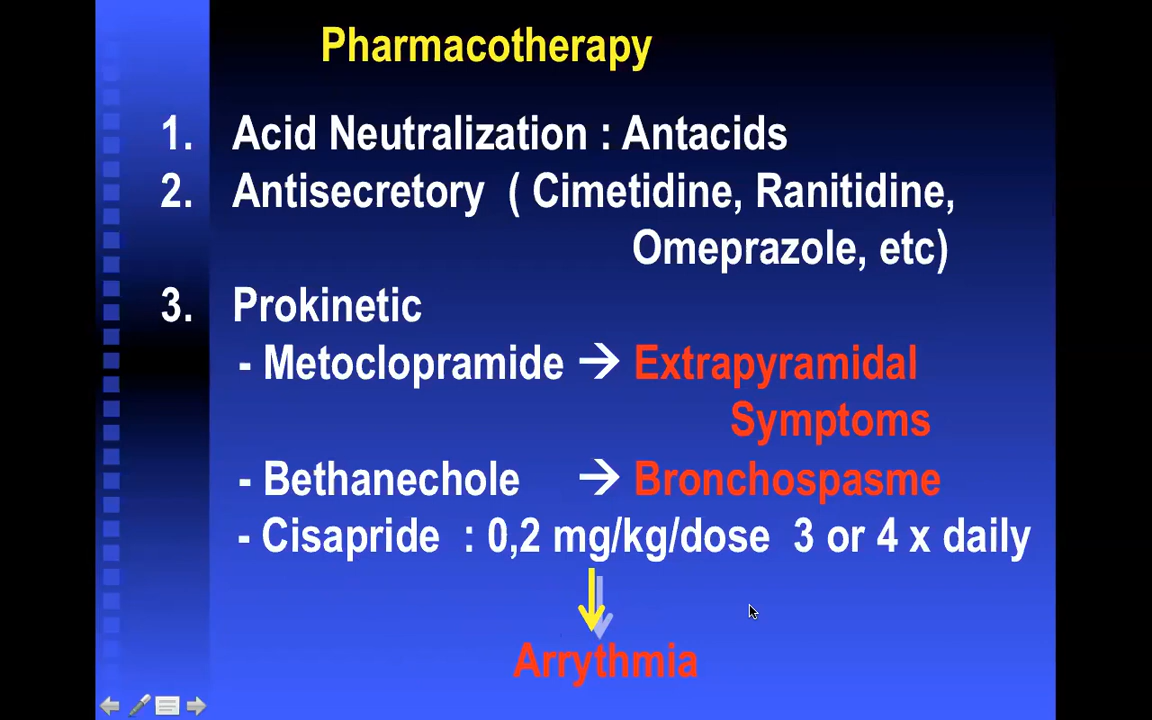 Pharmacotherapy
1. Acid Neutralization : Antacids
2. Antisecretory ( Cimetidine, Ranitidine,
Omeprazole, etc)
3. Prokinetic
- Metoclopramide → Extrapyramidal
Symptoms
- Bethanechole → Bronchospasme
- Cisapride : 0,2 mg/kg/dose 3 or 4 x daily
Arrythmia